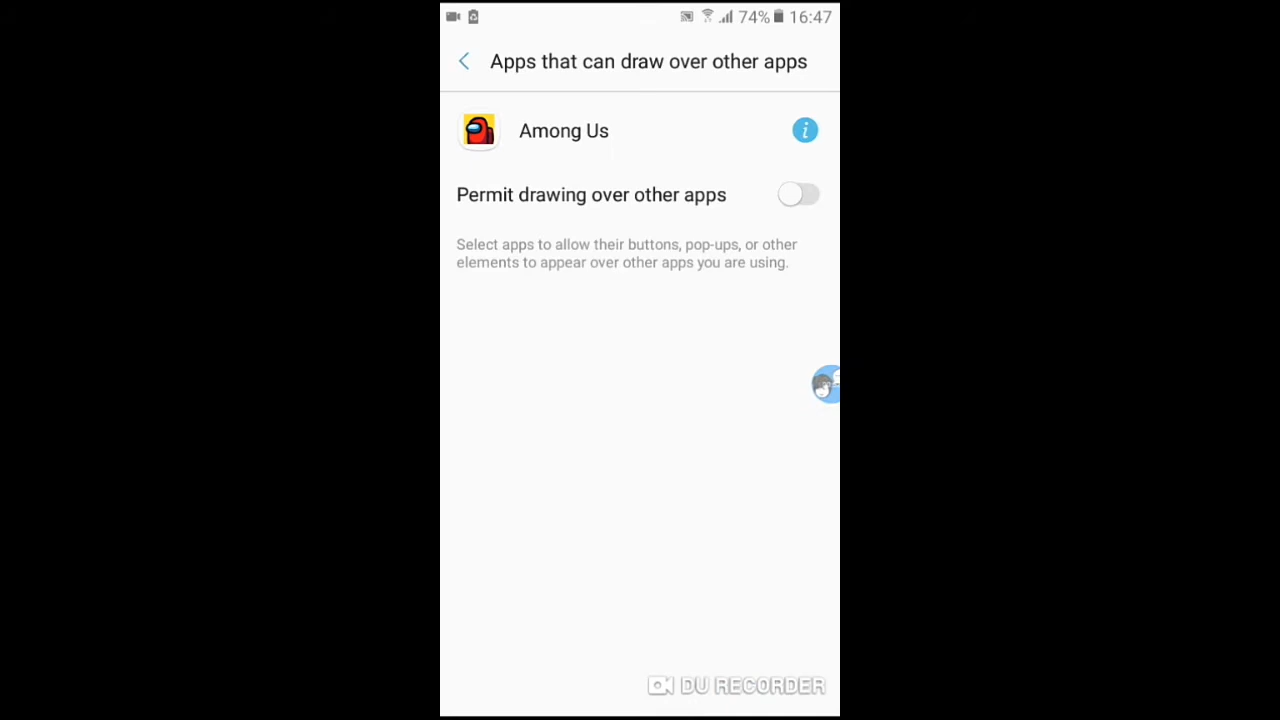 74% 16:47
Apps that can draw over other apps
Among Us
i
Permit drawing over other apps
Select apps to allow their buttons, pop-ups, or other
elements to appear over other apps you are using.
DU RECORDER